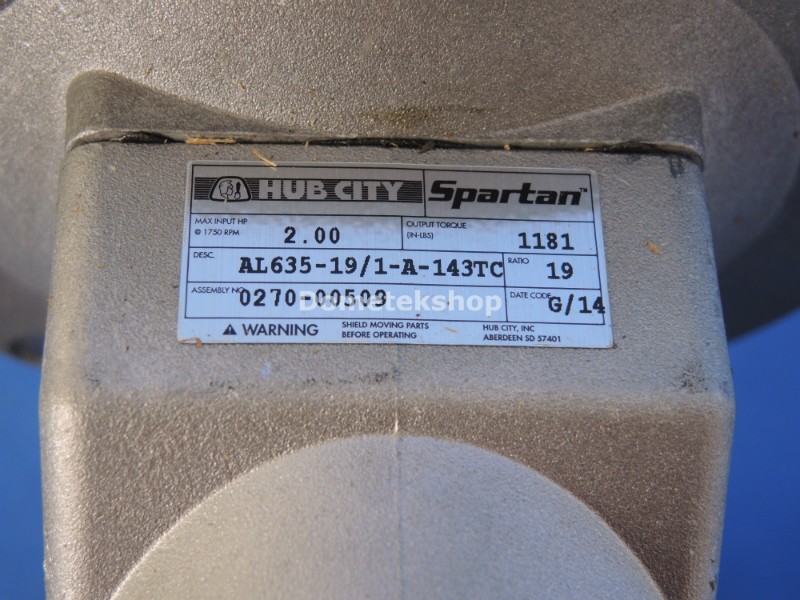 HUB CITY Spartan™
MAX INPUT HP
@ 1750 RPM
2.00
OUTPUT TORQUE
(IN-LBS)
1181
DESC.
AL635-19/1-A-143TC
RATIO
19
ASSEMBLY NO.
DATE CODE
G/14
Dometekshop
WARNING
SHIELD MOVING PARTS
BEFORE OPERATING
HUB CITY, INC
ABERDEEN SD 57401